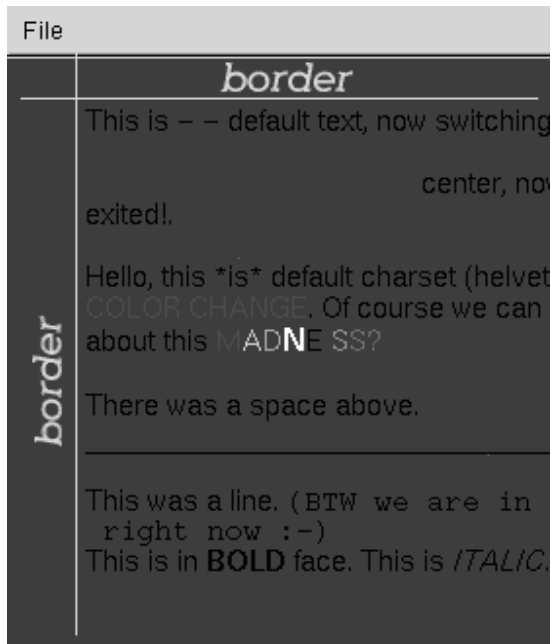 File
border
This is – – default text, now switching
center, nov
exited!.
Hello, this *is* default charset (helvet
COLOR CHANGE. Of course we can
about this MADNE SS?
border
There was a space above.
This was a line. (BTW we are in
right now :-)
This is in BOLD face. This is ITALIC.